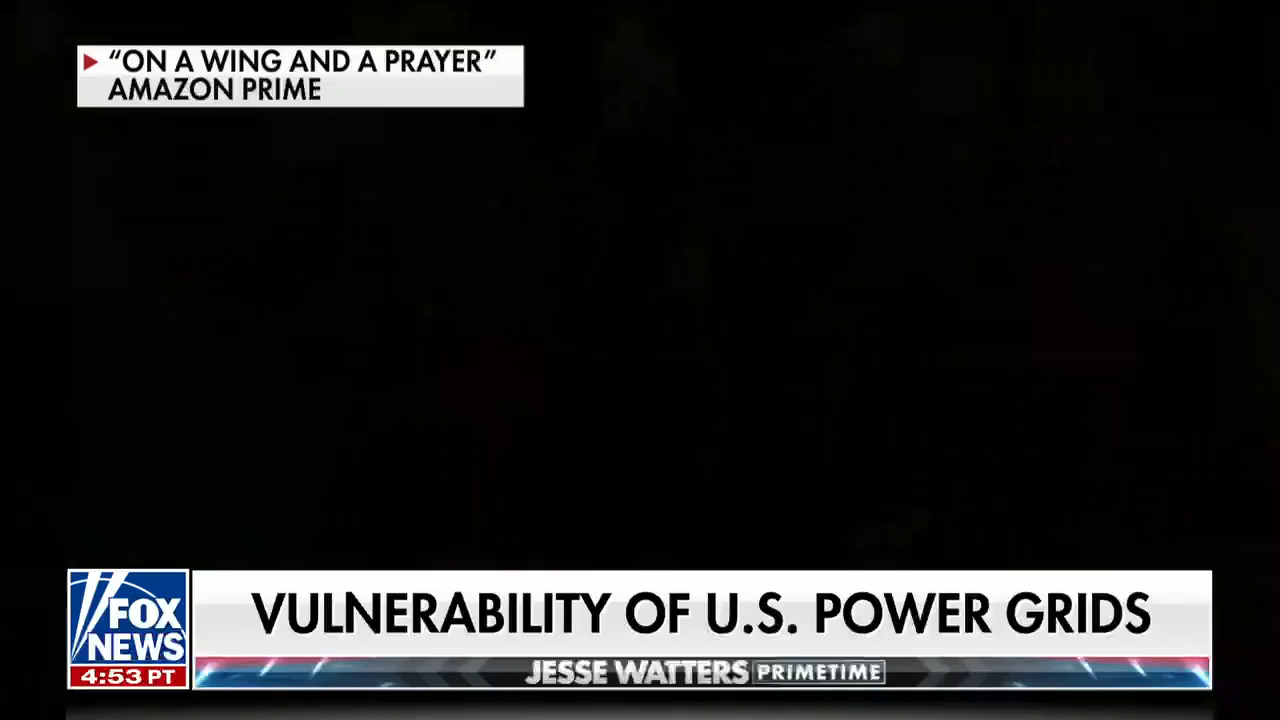 “ON A WING AND A PRAYER”
AMAZON PRIME
VULNERABILITY OF U.S. POWER GRIDS
FOX
NEWS
4:53 PT
JESSE WATTERS PRIMETIME